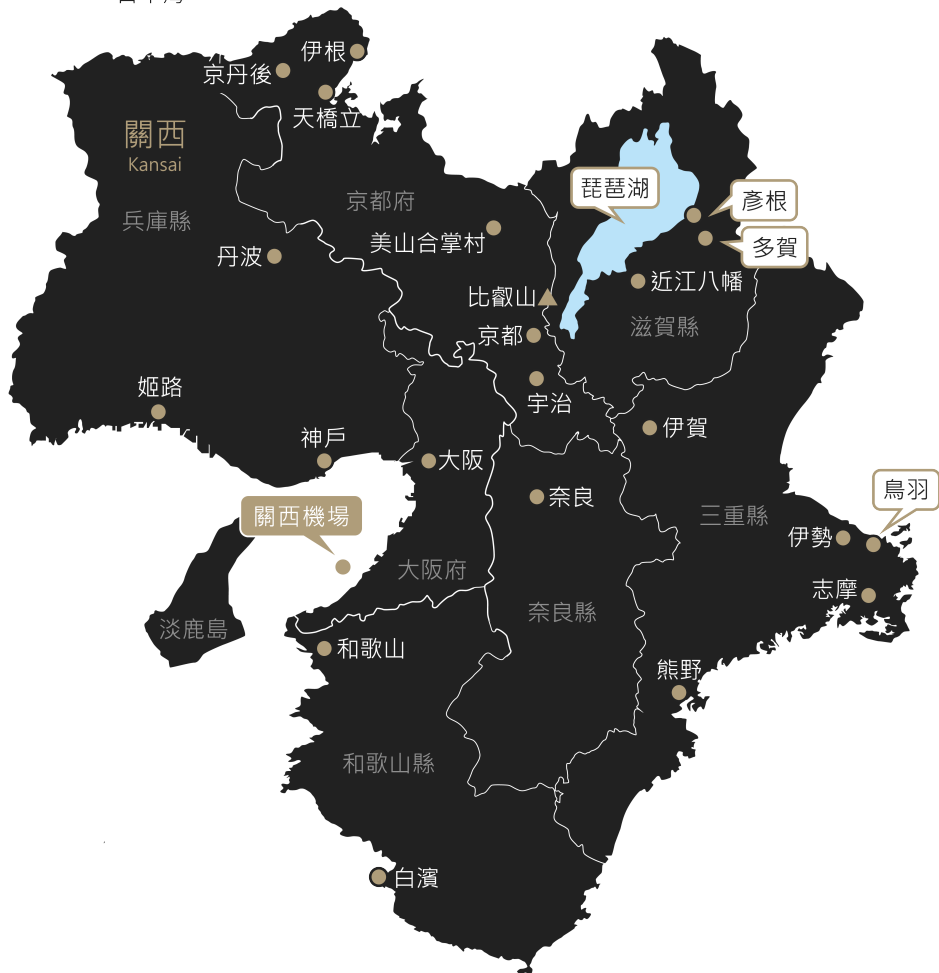 伊根
京丹後
天橋立
關西
Kansai
琵琶湖
彥根
京都府
兵庫縣
美山合掌村
多賀
丹波
近江八幡
比叡山
滋賀縣
京都
姬路
宇治
伊賀
神戶
大阪
鳥羽
奈良
關西機場
三重縣
伊勢
大阪府
志摩
奈良縣
淡鹿島
和歌山
熊野
和歌山縣
白濱